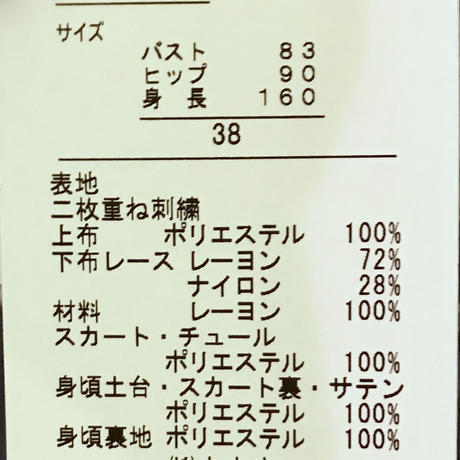 サイズ
バスト 83
ヒップ 90
身 長 160
38
表地
二枚重ね刺繍
上布 ポリエステル 100%
下布レース レーヨン 72%
ナイロン 28%
材料 レーヨン 100%
スカート・チュール
ポリエステル 100%
身頃土台・スカート裏・サテン
ポリエステル 100%
身頃裏地 ポリエステル 100%